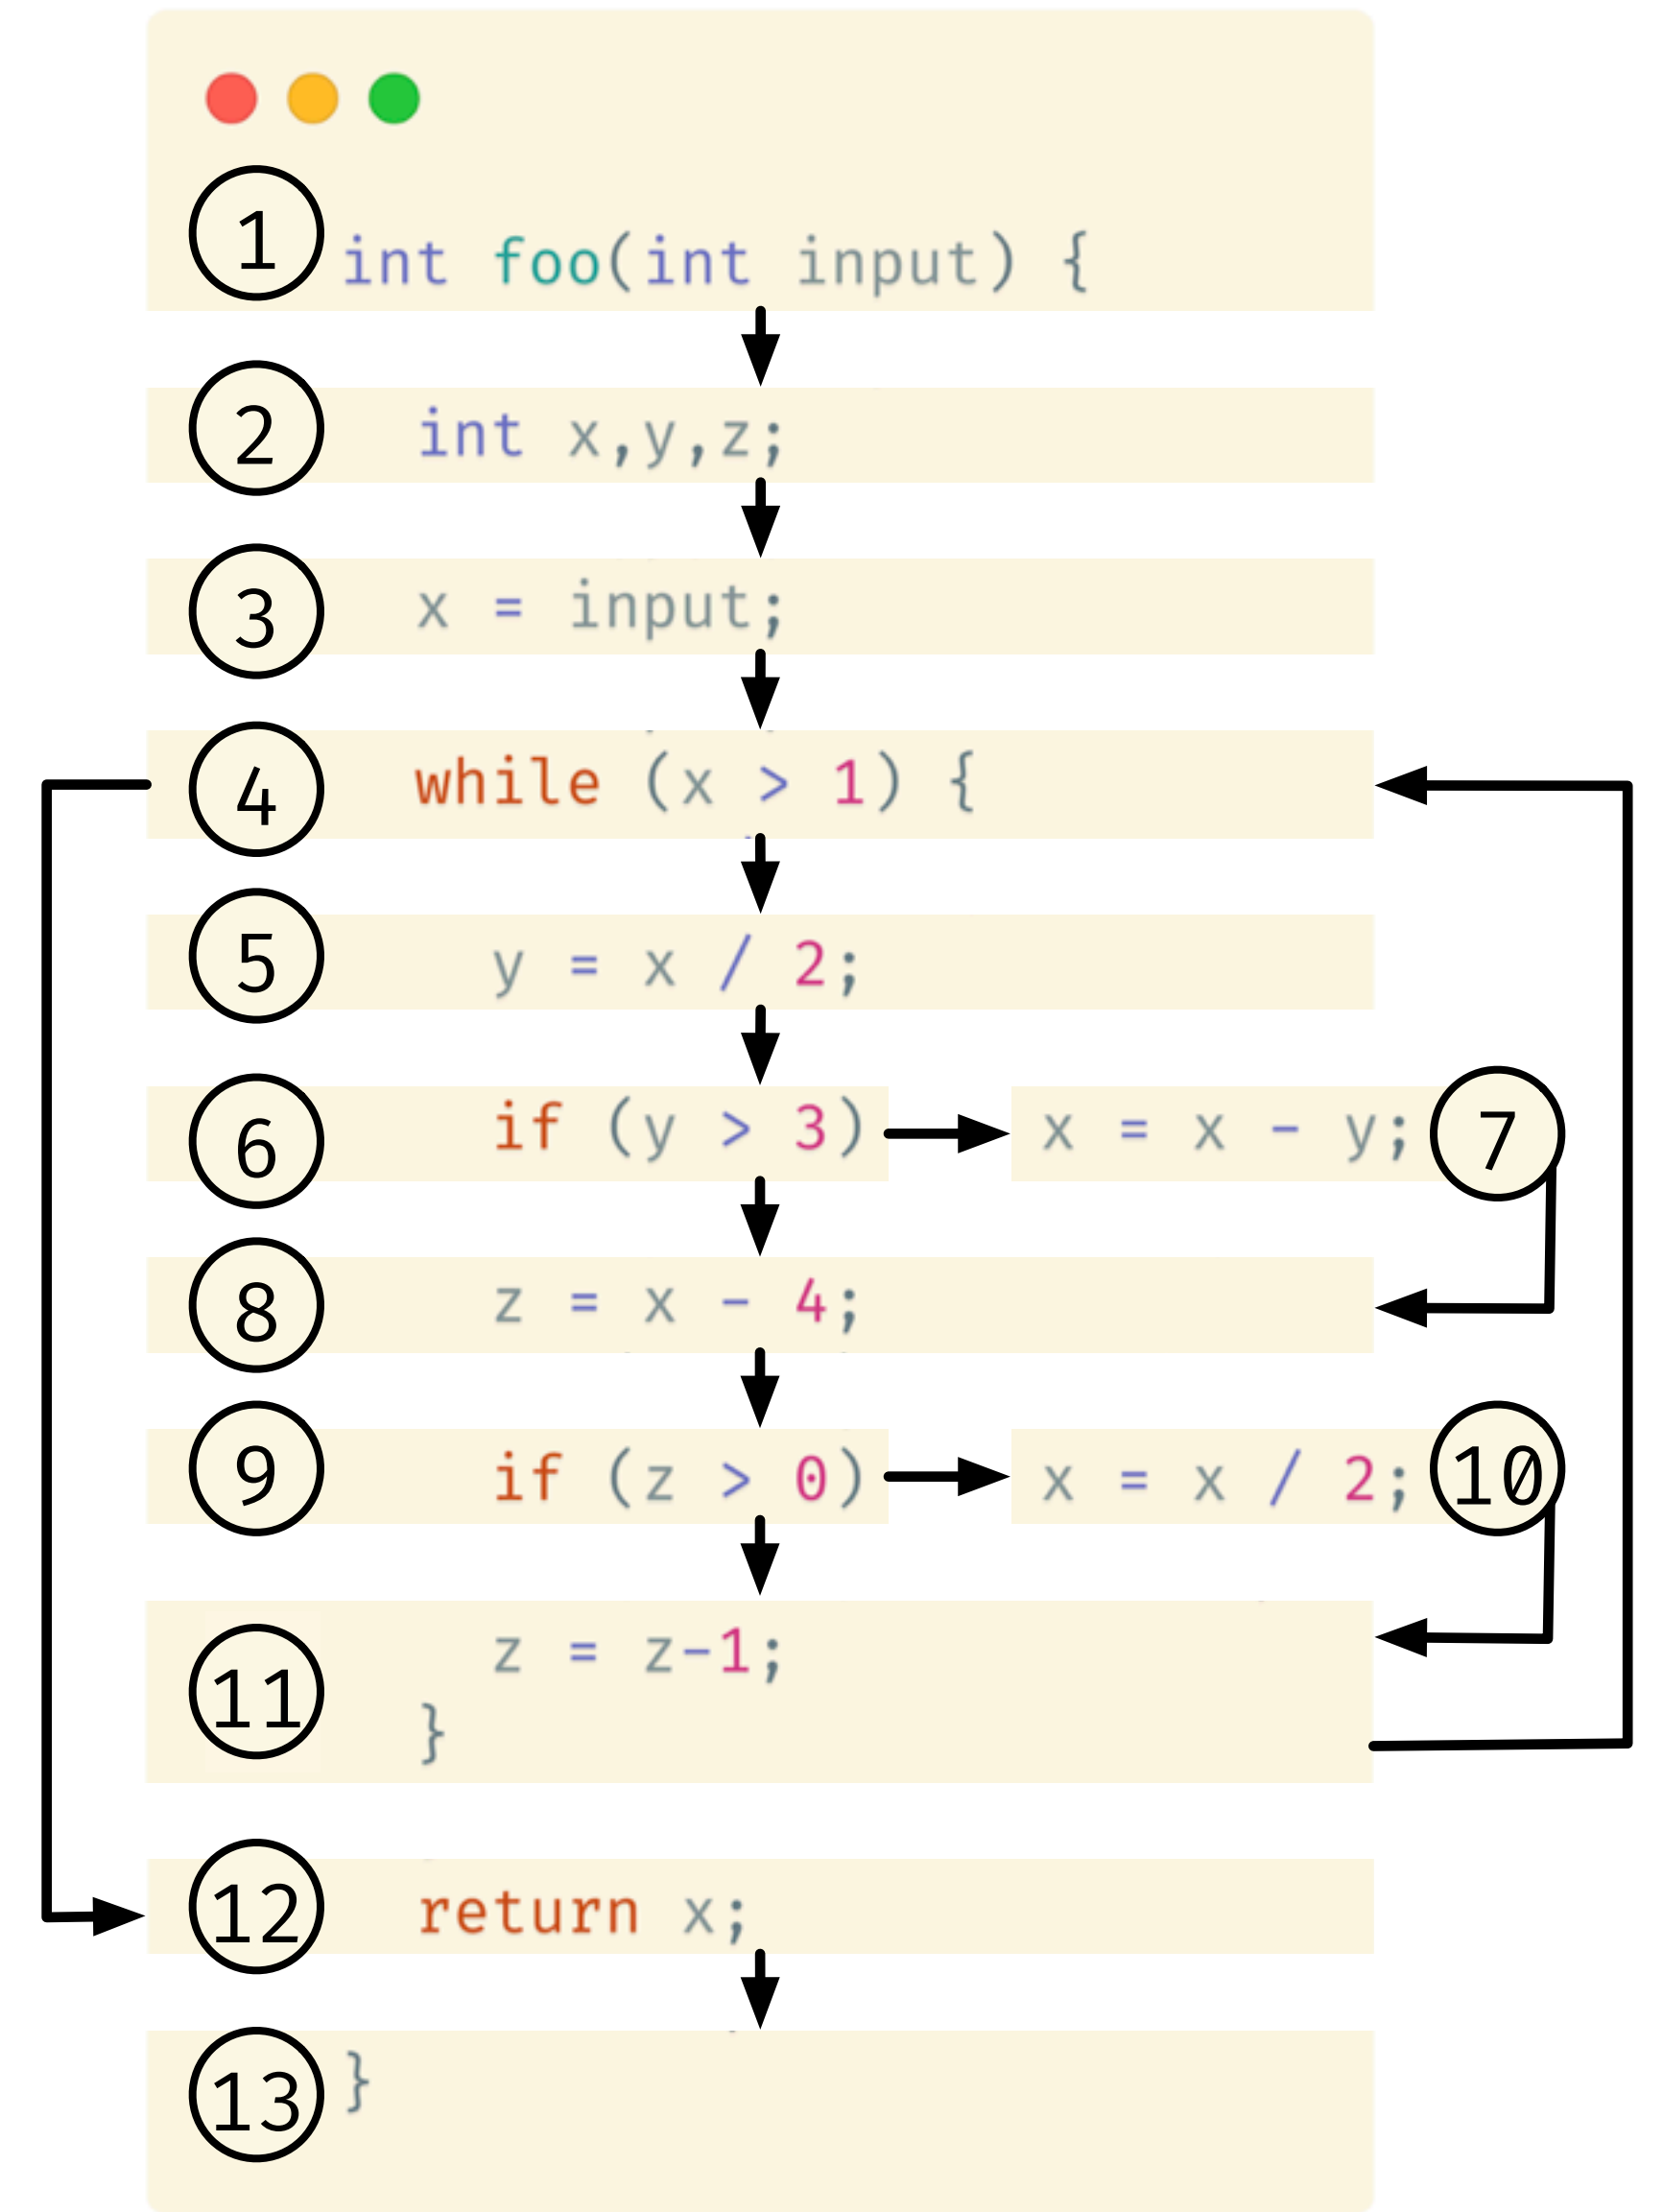 1 int foo(int input) {
2 int x,y,z;
3 x = input;
4 while (x > 1) {
5 y = x / 2;
6 if (y > 3) x = x - y; 7
8 z = x - 4;
9 if (z > 0) x = x / 2; 10
z = z-1;
11 }
12 return x;
13 }